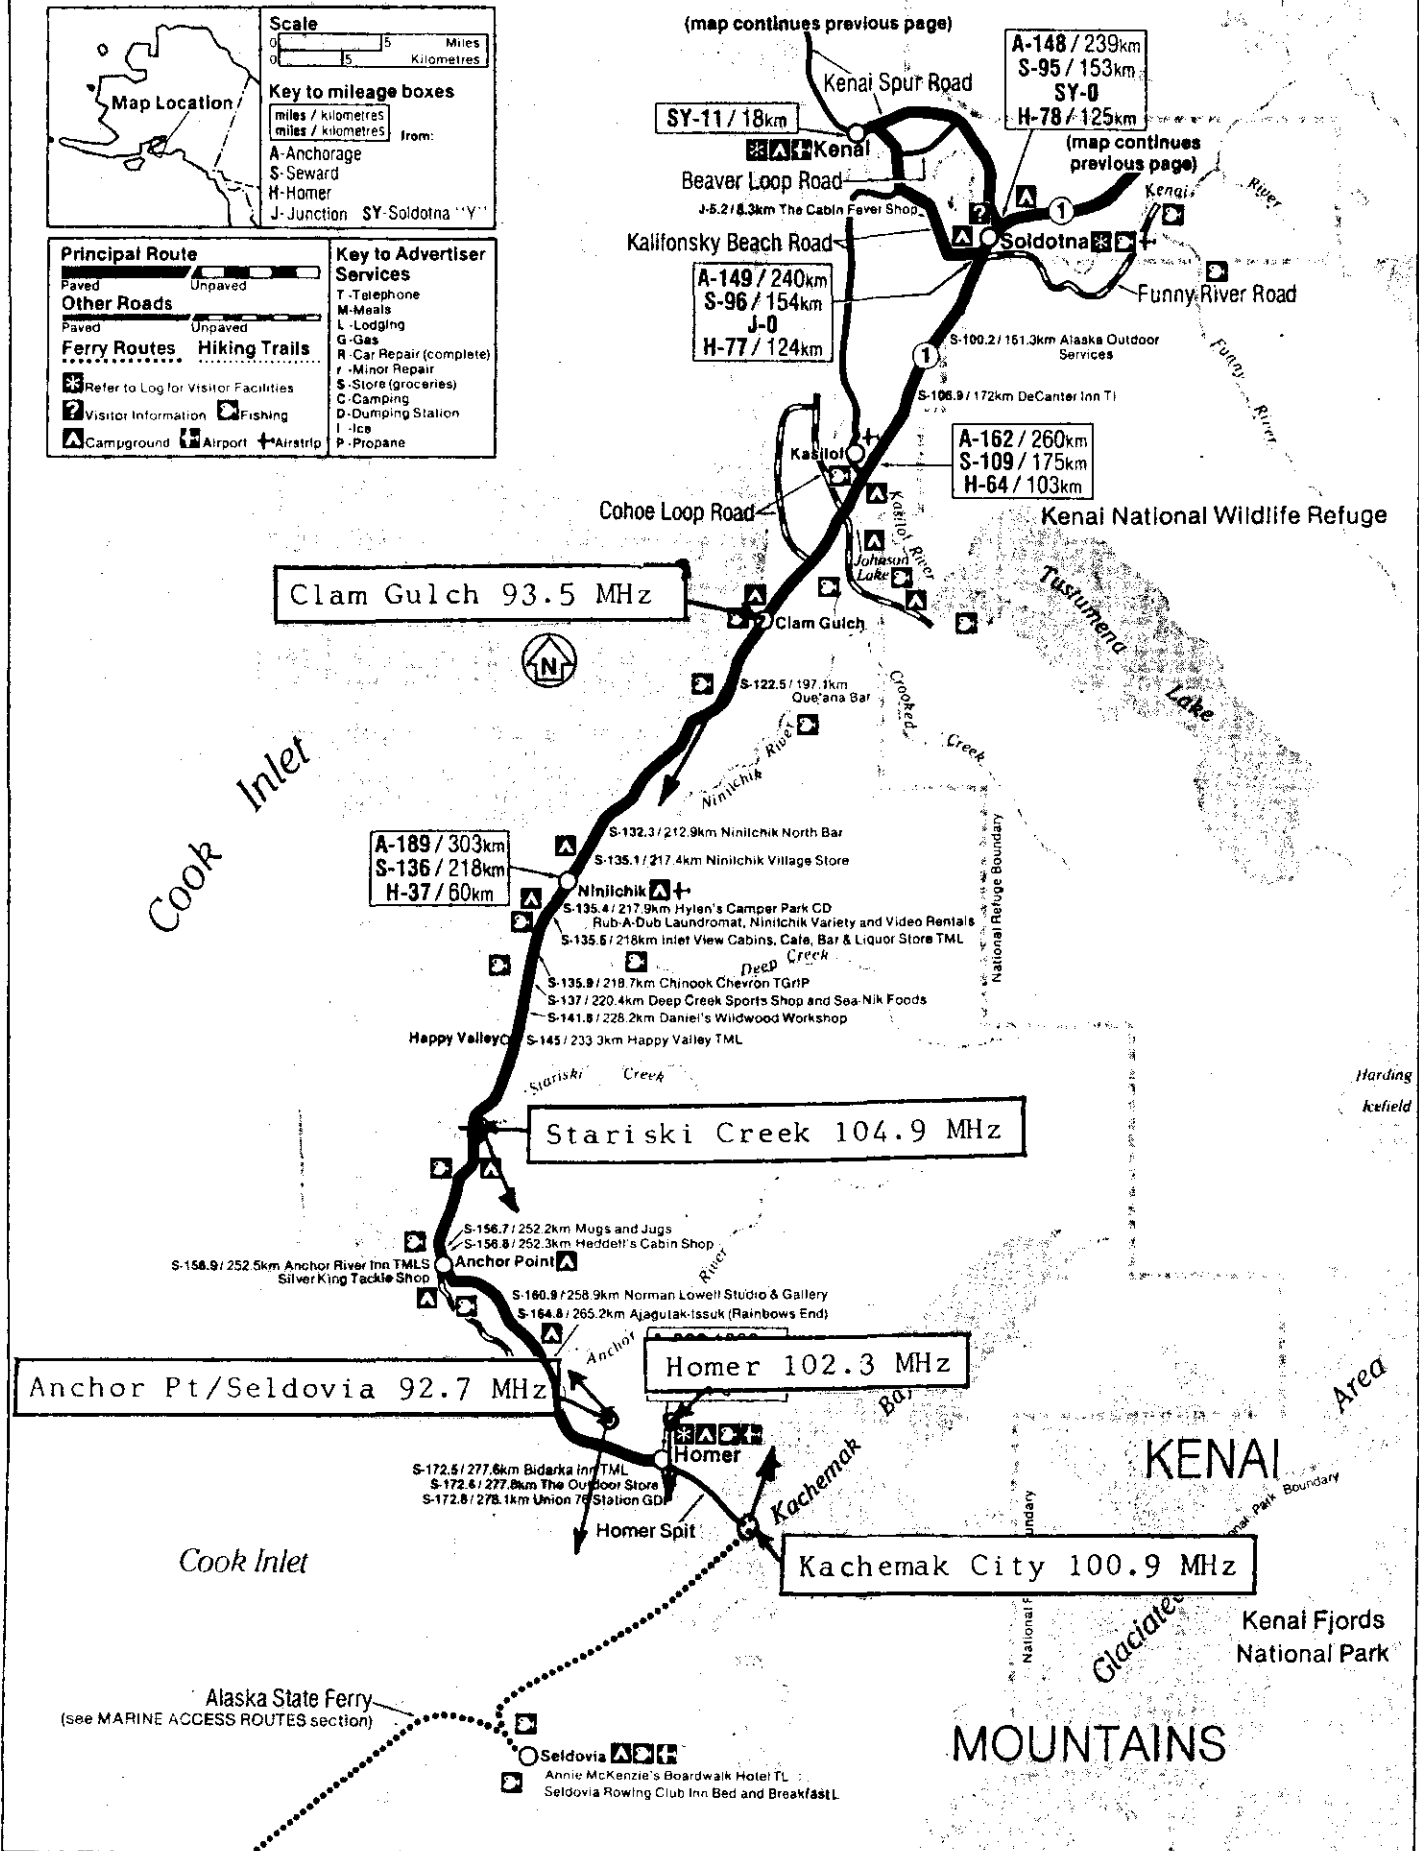 Scale
0 5 Miles
0 5 Kilometres
Map Location
Key to mileage boxes
miles / kilometres
miles / kilometres from:
A-Anchorage
S-Seward
H-Homer
J-Junction SY-Soldotna "Y"
Principal Route
Paved Unpaved
Other Roads
Paved Unpaved
Ferry Routes Hiking Trails
Refer to Log for Visitor Facilities
? Visitor Information Fishing
Campground Airport Airstrip
Key to Advertiser
Services
T -Telephone
M-Meals
L -Lodging
G-Gas
R -Car Repair (complete)
r -Minor Repair
S -Store (groceries)
C -Camping
D-Dumping Station
I -Ice
P -Propane
(map continues previous page)
Kenai Spur Road
A-148 / 239km
S-95 / 153km
SY-0
H-78 / 125km
(map continues
previous page)
SY-11 / 18km
Kenai
Beaver Loop Road
J-5.2 / 8.3km The Cabin Fever Shop
Kalifonsky Beach Road
Kenai River
1
Soldotna
Funny River Road
A-149 / 240km
S-96 / 154km
J-0
H-77 / 124km
S-100.2 / 161.3km Alaska Outdoor
Services
1
Funny River
S-106.9 / 172km DeCanter Inn TI
A-162 / 260km
S-109 / 175km
H-64 / 103km
Kasilof
Kasilof River
Cohoe Loop Road
Kenai National Wildlife Refuge
Johnson
Lake
Tustumena
Lake
Clam Gulch 93.5 MHz
Clam Gulch
N
S-122.5 / 197.1km
Que'ana Bar
Crooked Creek
Ninilchik River
Cook Inlet
National Refuge Boundary
S-132.3 / 212.9km Ninilchik North Bar
A-189 / 303km
S-136 / 218km
H-37 / 60km
S-135.1 / 217.4km Ninilchik Village Store
Ninilchik
S-135.4 / 217.9km Hylen's Camper Park CD
Rub-A-Dub Laundromat, Ninilchik Variety and Video Rentals
S-135.6 / 218km Inlet View Cabins, Cafe, Bar & Liquor Store TML
Deep Creek
S-135.9 / 218.7km Chinook Chevron TGrIP
S-137 / 220.4km Deep Creek Sports Shop and Sea-Nik Foods
S-141.8 / 228.2km Daniel's Wildwood Workshop
Happy Valley
S-145 / 233.3km Happy Valley TML
Stariski Creek
Harding
Icefield
Stariski Creek 104.9 MHz
S-156.7 / 252.2km Mugs and Jugs
S-156.8 / 252.3km Heddell's Cabin Shop
S-156.9 / 252.5km Anchor River Inn TMLS
Silver King Tackle Shop
Anchor Point
S-160.9 / 258.9km Norman Lowell Studio & Gallery
S-164.8 / 265.2km Ajagutak-Issuk (Rainbows End)
Anchor River
Homer 102.3 MHz
Anchor Pt/Seldovia 92.7 MHz
Kachemak Bay
Homer
S-172.5 / 277.6km Bidarka Inn TML
S-172.6 / 277.8km The Outdoor Store
S-172.8 / 278.1km Union 76 Station GDP
Homer Spit
Area
KENAI
Park Boundary
Cook Inlet
Kachemak City 100.9 MHz
National
Glaciated
Kenai Fjords
National Park
Alaska State Ferry
(see MARINE ACCESS ROUTES section)
MOUNTAINS
Seldovia
Annie McKenzie's Boardwalk Hotel TL
Seldovia Rowing Club Inn Bed and Breakfast L